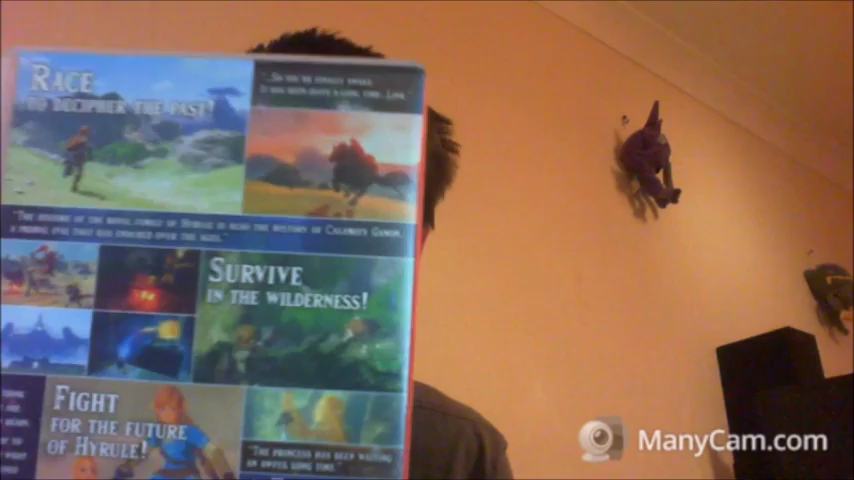 RACE
TO DECIPHER THE PAST!
"...SO YOU'VE FINALLY AWOKE.
IT HAS BEEN QUITE A LONG TIME, LINK."
"THE HISTORY OF THE ROYAL FAMILY OF HYRULE IS ALSO THE HISTORY OF CALAMITY GANON,
A PRIMAL EVIL THAT HAS ENDURED OVER THE AGES."
SURVIVE
IN THE WILDERNESS!
FIGHT
FOR THE FUTURE
OF HYRULE!
"THE PRINCESS HAS BEEN WAITING
AN AWFUL LONG TIME."
ManyCam.com